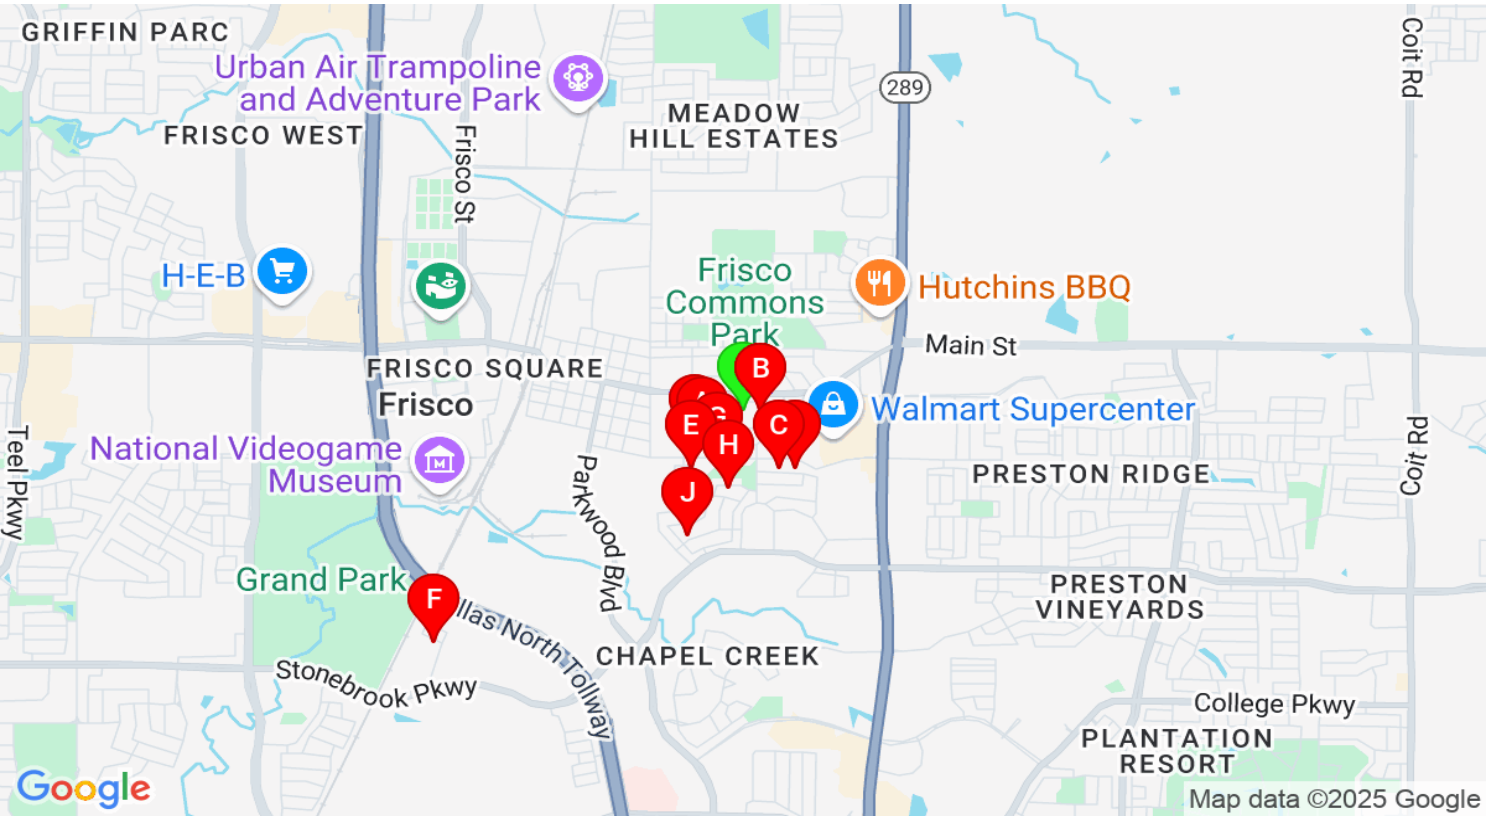 GRIFFIN PARC
Urban Air Trampoline
and Adventure Park
FRISCO WEST
Frisco St
MEADOW
HILL ESTATES
289
Coit Rd
H-E-B
Frisco
Commons
Park
Hutchins BBQ
Main St
FRISCO SQUARE
Frisco
B
Walmart Supercenter
G
E
C
H
J
National Videogame
Museum
M
Teel Pkwy
Parkwood Blvd
PRESTON RIDGE
Coit Rd
Grand Park
F
llas North Tollway
PRESTON
VINEYARDS
CHAPEL CREEK
Stonebrook Pkwy
College Pkwy
PLANTATION
RESORT
Google
Map data ©2025 Google